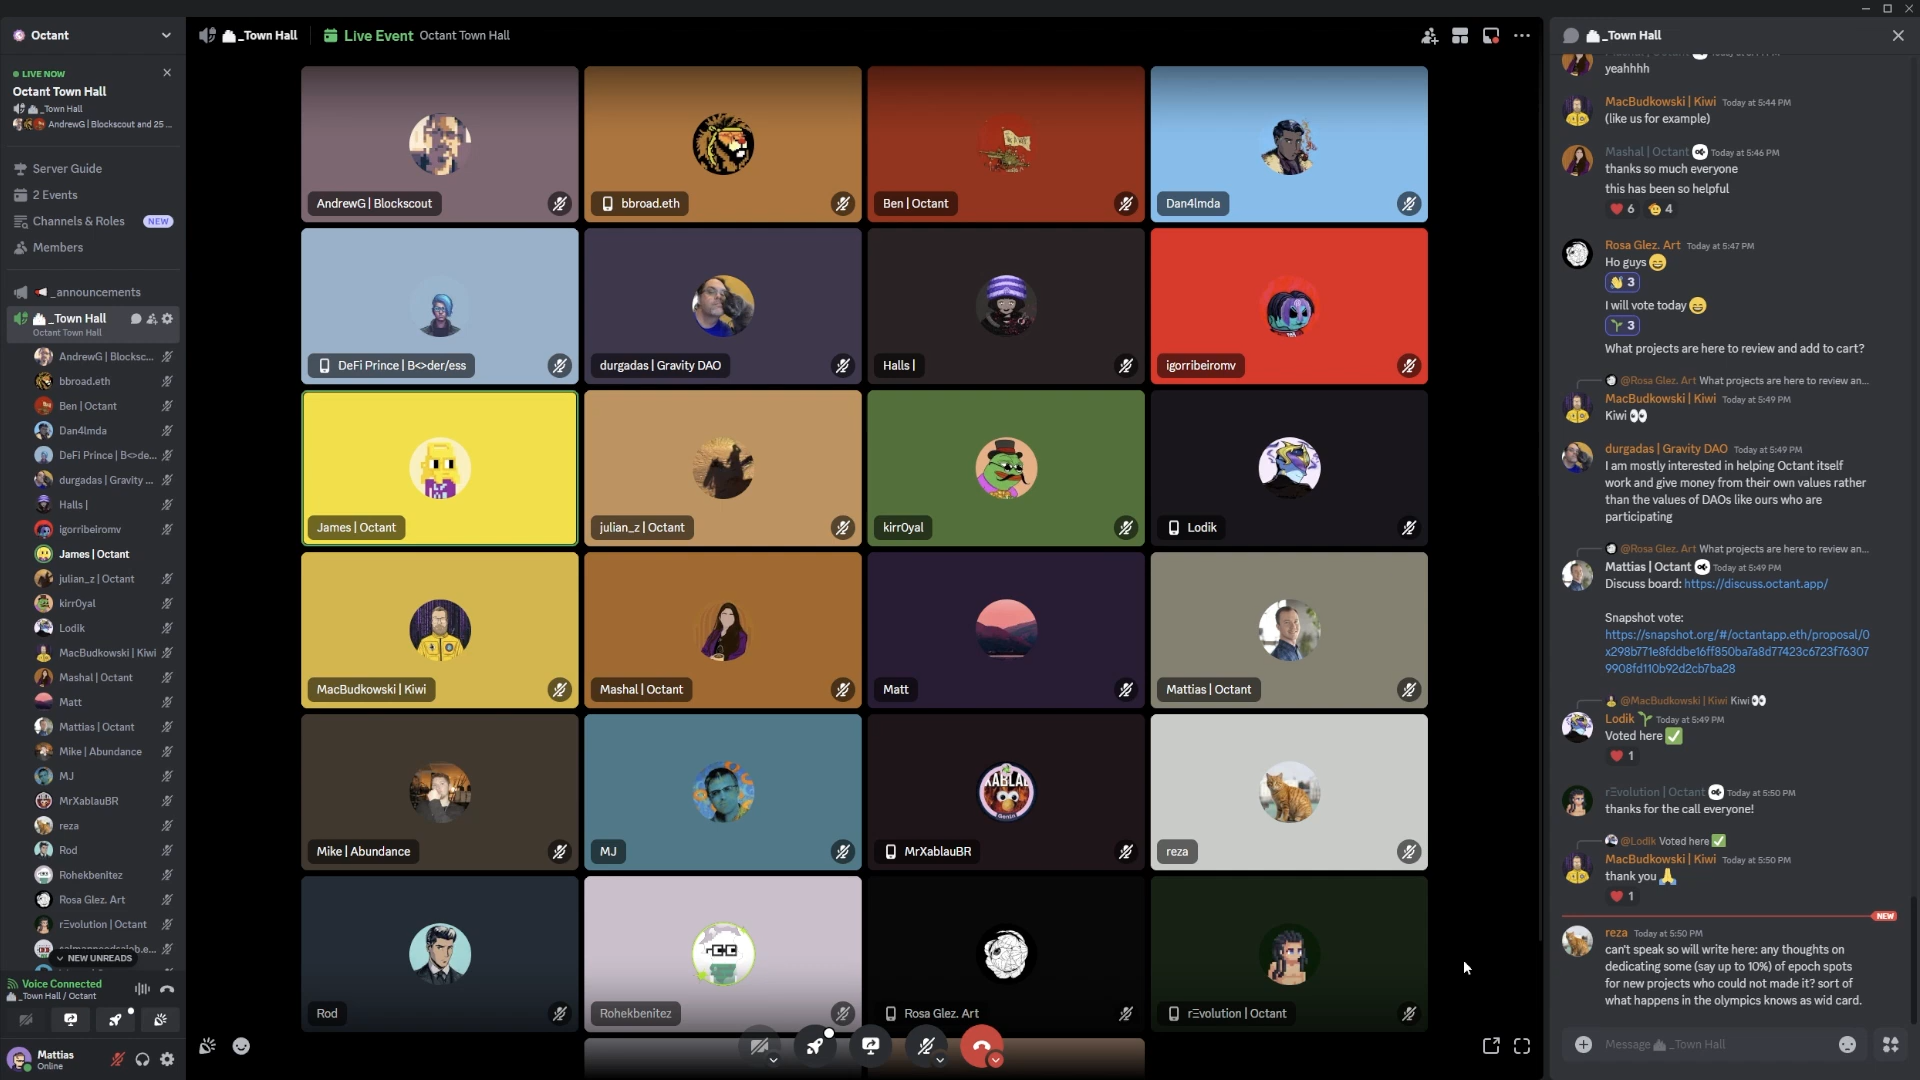 Octant
LIVE NOW
Octant Town Hall
_Town Hall
AndrewG | Blockscout and 25 ...
Server Guide
2 Events
Channels & Roles
NEW
Members
_announcements
_Town Hall
Octant Town Hall
AndrewG | Blocksc...
bbroad.eth
Ben | Octant
Dan4lmda
DeFi Prince | B<>de...
durgadas | Gravity ...
Halls |
igorribeiromv
James | Octant
julian_z | Octant
kirr0yal
Lodik
MacBudkowski | Kiwi
Mashal | Octant
Matt
Mattias | Octant
Mike | Abundance
MJ
MrXablauBR
reza
Rod
Rohekbenitez
Rosa Glez. Art
rΞvolution | Octant
NEW UNREADS
Voice Connected
_Town Hall / Octant
Mattias
Online
_Town Hall
Live Event
Octant Town Hall
AndrewG | Blockscout
bbroad.eth
Ben | Octant
Dan4lmda
DeFi Prince | B<>der/ess
durgadas | Gravity DAO
Halls |
igorribeiromv
James | Octant
julian_z | Octant
kirr0yal
Lodik
MacBudkowski | Kiwi
Mashal | Octant
Matt
Mattias | Octant
Mike | Abundance
MJ
MrXablauBR
reza
Rod
Rohekbenitez
Rosa Glez. Art
rΞvolution | Octant
_Town Hall
yeahhhh
MacBudkowski | Kiwi Today at 5:44 PM
(like us for example)
Mashal | Octant Today at 5:46 PM
thanks so much everyone
this has been so helpful
6 4
Rosa Glez. Art Today at 5:47 PM
Ho guys 😄
3
I will vote today 😄
3
What projects are here to review and add to cart?
@Rosa Glez. Art What projects are here to review an...
MacBudkowski | Kiwi Today at 5:49 PM
Kiwi 👀
durgadas | Gravity DAO Today at 5:49 PM
I am mostly interested in helping Octant itself
work and give money from their own values rather
than the values of DAOs like ours who are
participating
@Rosa Glez. Art What projects are here to review an...
Mattias | Octant Today at 5:49 PM
Discuss board: https://discuss.octant.app/
Snapshot vote:
https://snapshot.org/#/octantapp.eth/proposal/0
x298b771e8fddbe16ff850ba7a8d77423c6723f76307
9908fd110b92d2cb7ba28
@MacBudkowski | Kiwi Kiwi 👀
Lodik Today at 5:49 PM
Voted here ✅
1
rΞvolution | Octant Today at 5:50 PM
thanks for the call everyone!
@Lodik Voted here ✅
MacBudkowski | Kiwi Today at 5:50 PM
thank you 🙏
1
NEW
reza Today at 5:50 PM
can't speak so will write here: any thoughts on
dedicating some (say up to 10%) of epoch spots
for new projects who could not made it? sort of
what happens in the olympics knows as wid card.
Message _Town Hall